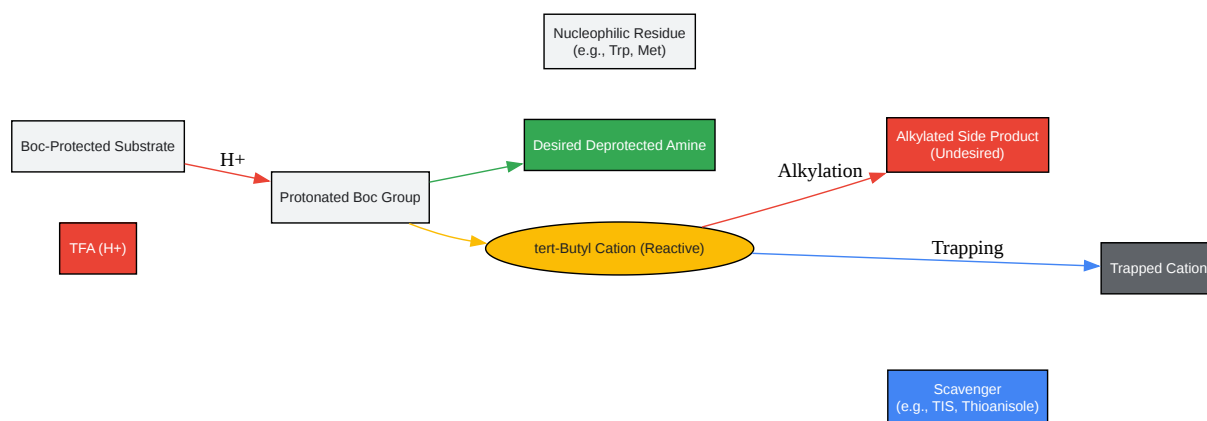 Nucleophilic Residue
(e.g., Trp, Met)
Boc-Protected Substrate
H+
Protonated Boc Group
Desired Deprotected Amine
Alkylation
Alkylated Side Product
(Undesired)
TFA (H+)
tert-Butyl Cation (Reactive)
Trapping
Trapped Cation
Scavenger
(e.g., TIS, Thioanisole)